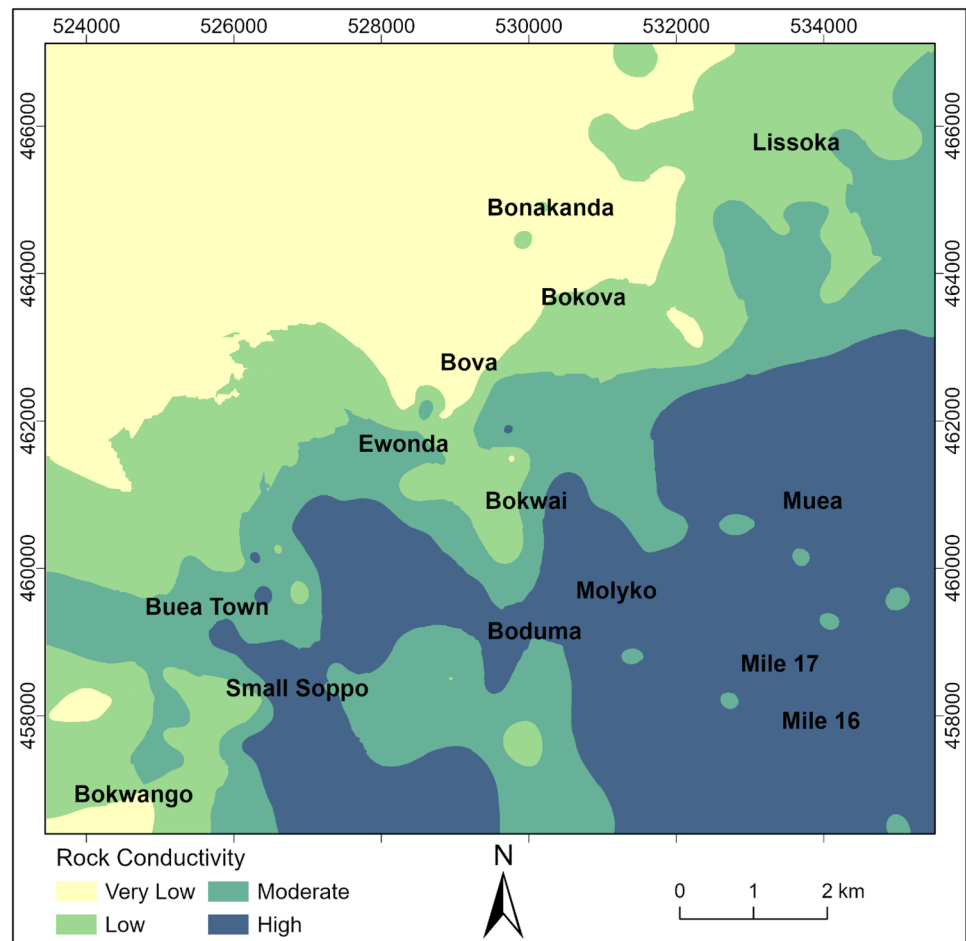 524000 526000 528000 530000 532000 534000
466000 466000
Lissoka
Bonakanda
464000 464000
Bokova
Bova
462000 462000
Ewonda
Bokwai Muea
460000 460000
Molyko
Buea Town
Boduma
Mile 17
Small Soppo
458000 458000
Mile 16
Bokwango
Rock Conductivity
N
Very Low Moderate
0 1 2 km
Low High